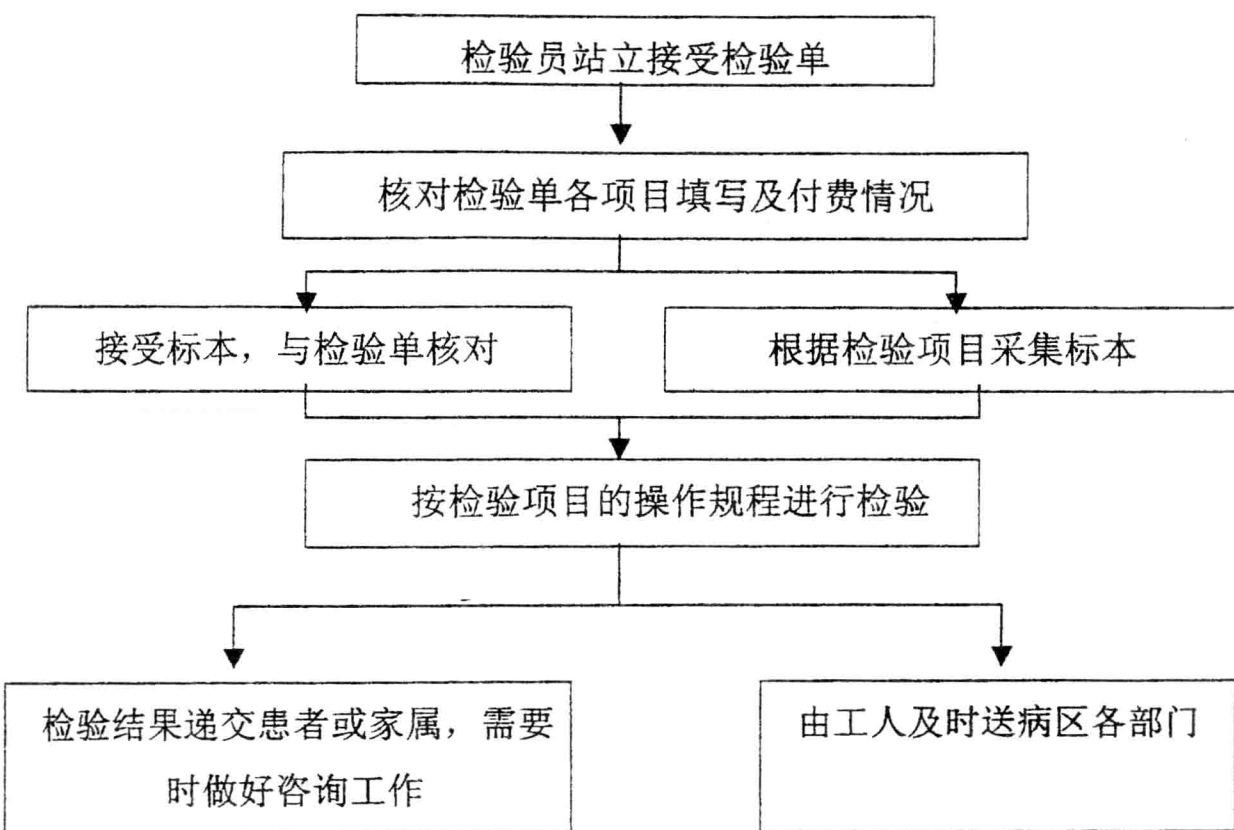 检验员站立接受检验单
核对检验单各项目填写及付费情况
接受标本，与检验单核对
根据检验项目采集标本
按检验项目的操作规程进行检验
检验结果递交患者或家属，需要
时做好咨询工作
由工人及时送病区各部门